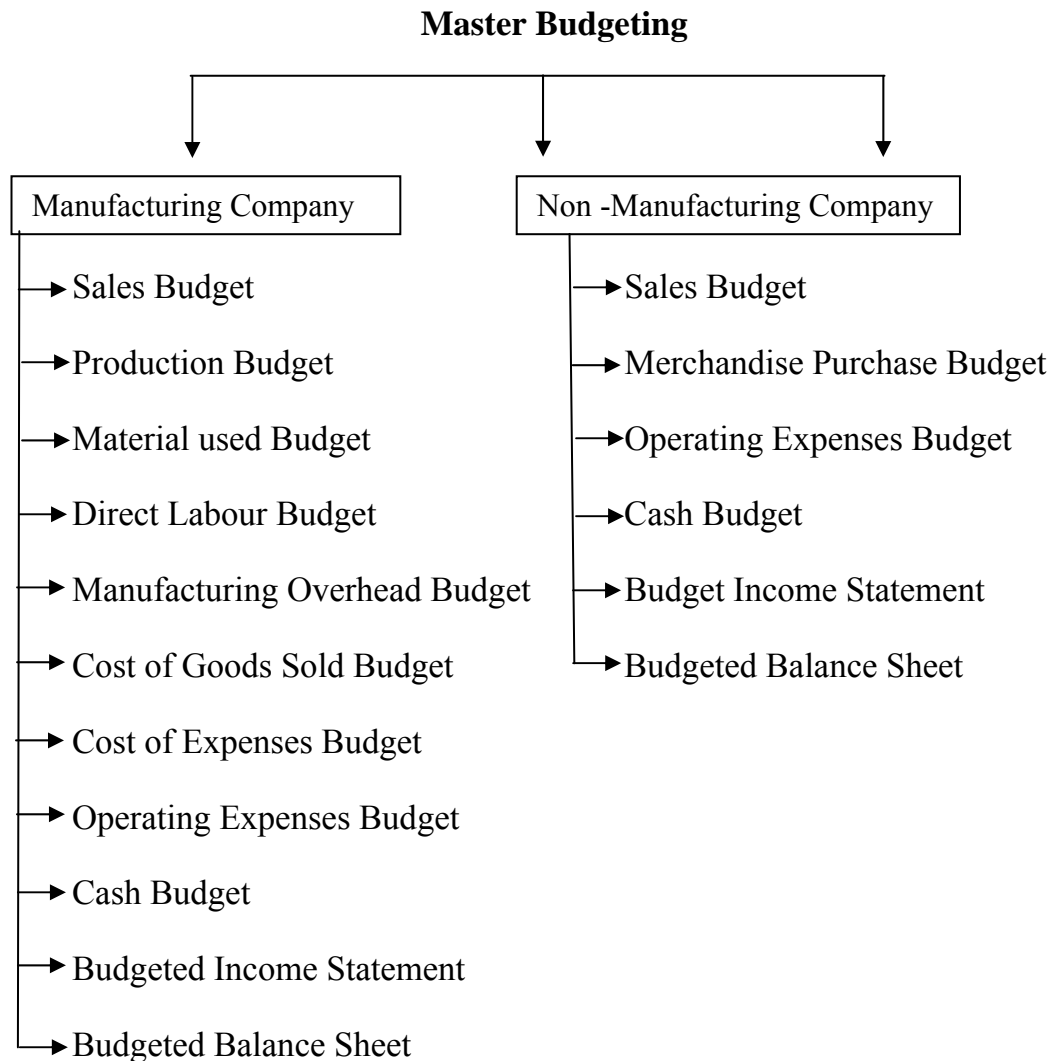 Master Budgeting
Manufacturing Company
Sales Budget
Production Budget
Material used Budget
Direct Labour Budget
Manufacturing Overhead Budget
Cost of Goods Sold Budget
Cost of Expenses Budget
Operating Expenses Budget
Cash Budget
Budgeted Income Statement
Budgeted Balance Sheet
Non -Manufacturing Company
Sales Budget
Merchandise Purchase Budget
Operating Expenses Budget
Cash Budget
Budget Income Statement
Budgeted Balance Sheet